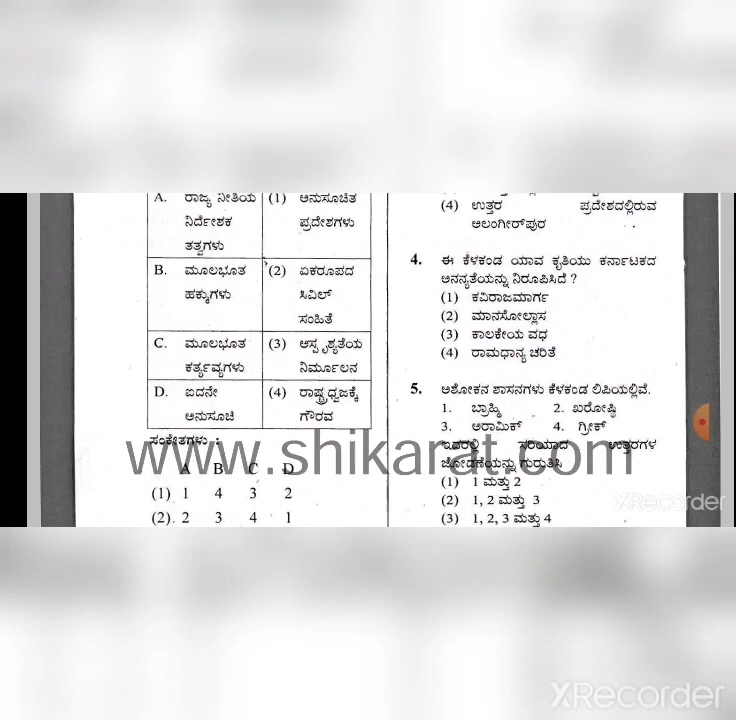 A. ರಾಜ್ಯ ನೀತಿಯ (1) ಅನುಸೂಚಿತ
ನಿರ್ದೇಶಕ ಪ್ರದೇಶಗಳು
ತತ್ವಗಳು
B. ಮೂಲಭೂತ (2) ಏಕರೂಪದ
ಹಕ್ಕುಗಳು ಸಿವಿಲ್
ಸಂಹಿತೆ
C. ಮೂಲಭೂತ (3) ಅಸ್ಪೃಶ್ಯತೆಯ
ಕರ್ತವ್ಯಗಳು ನಿರ್ಮೂಲನ
D. ಐದನೇ (4) ರಾಷ್ಟ್ರಧ್ವಜಕ್ಕೆ
ಅನುಸೂಚಿ ಗೌರವ
ಸಂಕೇತಗಳು :
A B C D
(1) 1 4 3 2
(2) 2 3 4 1
(4) ಉತ್ತರ ಪ್ರದೇಶದಲ್ಲಿರುವ
ಅಲಂಗೀರ್‌ಪುರ
4. ಈ ಕೆಳಕಂಡ ಯಾವ ಕೃತಿಯು ಕರ್ನಾಟಕದ
ಅನನ್ಯತೆಯನ್ನು ನಿರೂಪಿಸಿದೆ ?
(1) ಕವಿರಾಜಮಾರ್ಗ
(2) ಮಾನಸೋಲ್ಲಾಸ
(3) ಕಾಲಕೇಯ ವಧ
(4) ರಾಮಧಾನ್ಯ ಚರಿತೆ
5. ಅಶೋಕನ ಶಾಸನಗಳು ಕೆಳಕಂಡ ಲಿಪಿಯಲ್ಲಿವೆ.
1. ಬ್ರಾಹ್ಮಿ 2. ಖರೋಷ್ಠಿ
3. ಅರಾಮಿಕ್ 4. ಗ್ರೀಕ್
ಇವರಲ್ಲಿ ಸರಿಯಾದ ಉತ್ತರಗಳ
ಜೋಡಣೆಯನ್ನು ಗುರುತಿಸಿ
(1) 1 ಮತ್ತು 2
(2) 1, 2 ಮತ್ತು 3
(3) 1, 2, 3 ಮತ್ತು 4
www.shikarat.com
XRecorder
XRecorder